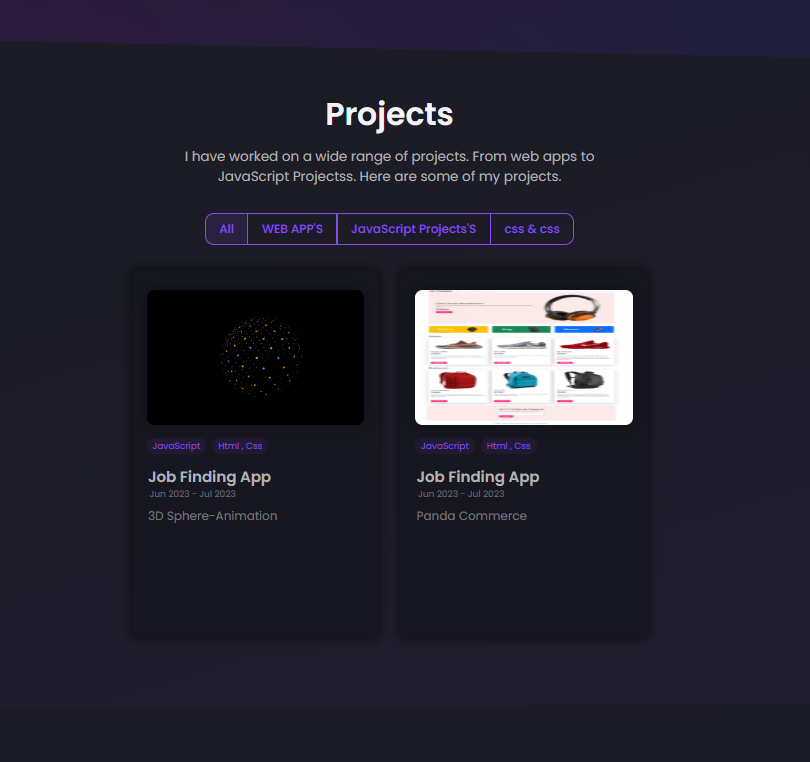 Projects
I have worked on a wide range of projects. From web apps to
JavaScript Projectss. Here are some of my projects.
All
WEB APP'S
JavaScript Projects'S
css & css
JavaScript
Html , Css
Job Finding App
Jun 2023 - Jul 2023
3D Sphere-Animation
JavaScript
Html , Css
Job Finding App
Jun 2023 - Jul 2023
Panda Commerce